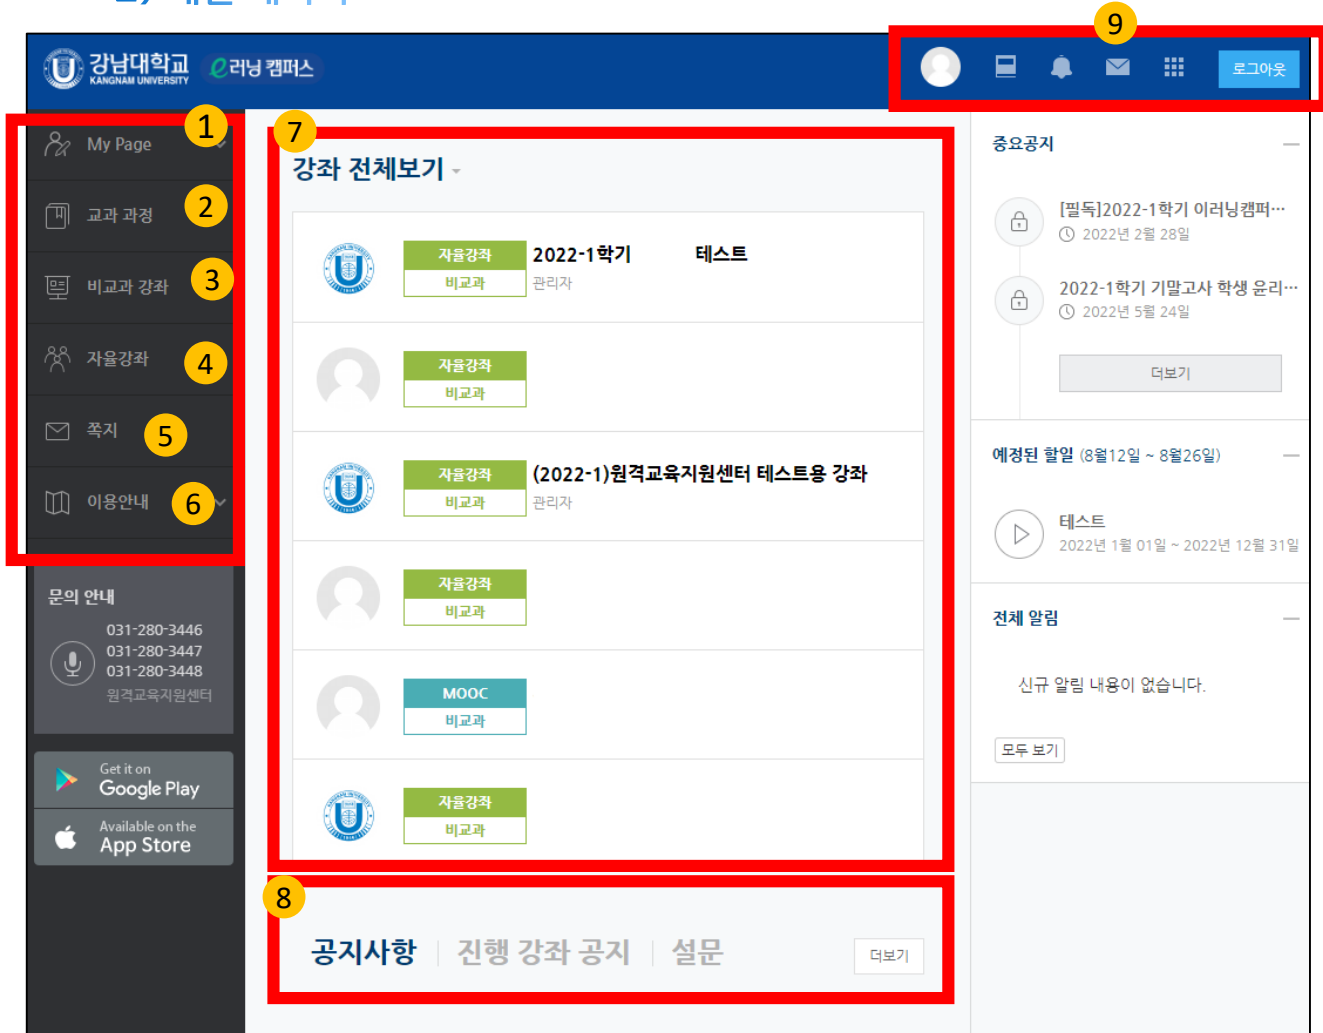 9
강남대학교
KANGNAM UNIVERSITY
e러닝 캠퍼스
로그아웃
My Page
1
교과 과정
2
비교과 강좌
3
자율강좌
4
쪽지
5
이용안내
6
문의 안내
031-280-3446
031-280-3447
031-280-3448
원격교육지원센터
Get it on
Google Play
Available on the
App Store
7
강좌 전체보기
자율강좌
비교과
2022-1학기 테스트
관리자
자율강좌
비교과
자율강좌
비교과
(2022-1)원격교육지원센터 테스트용 강좌
관리자
자율강좌
비교과
MOOC
비교과
자율강좌
비교과
8
공지사항
진행 강좌 공지
설문
더보기
중요공지
[필독]2022-1학기 이러닝캠퍼…
2022년 2월 28일
2022-1학기 기말고사 학생 윤리…
2022년 5월 24일
더보기
예정된 할일 (8월12일 ~ 8월26일)
테스트
2022년 1월 01일 ~ 2022년 12월 31일
전체 알림
신규 알림 내용이 없습니다.
모두 보기